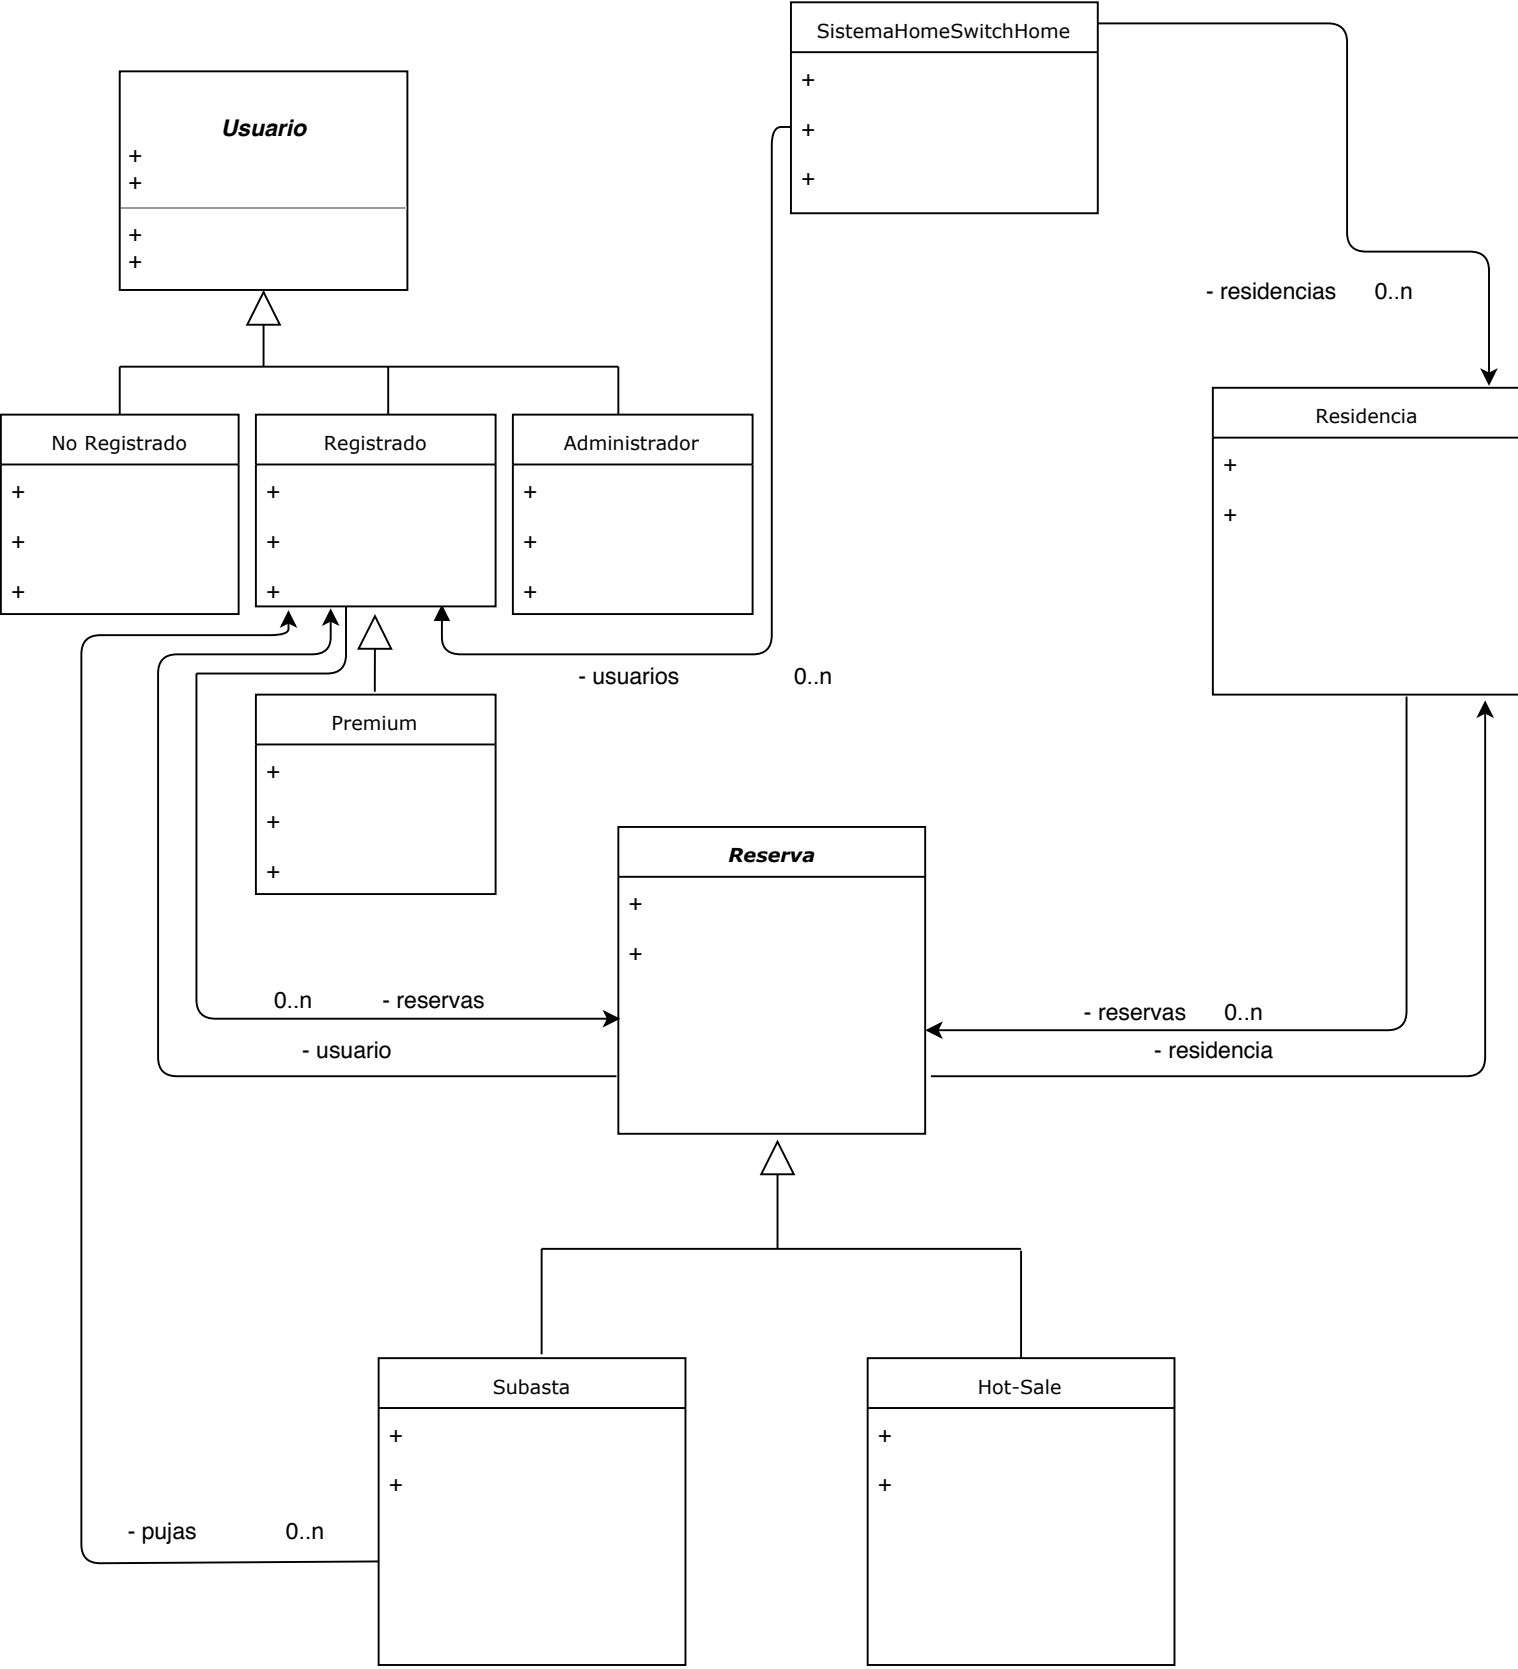 SistemaHomeSwitchHome
+
+
+
Usuario
+
+
+
+
- residencias 0..n
No Registrado
+
+
+
Registrado
+
+
+
Administrador
+
+
+
Residencia
+
+
- usuarios 0..n
Premium
+
+
+
Reserva
+
+
0..n - reservas
- usuario
- reservas 0..n
- residencia
Subasta
+
+
Hot-Sale
+
+
- pujas 0..n